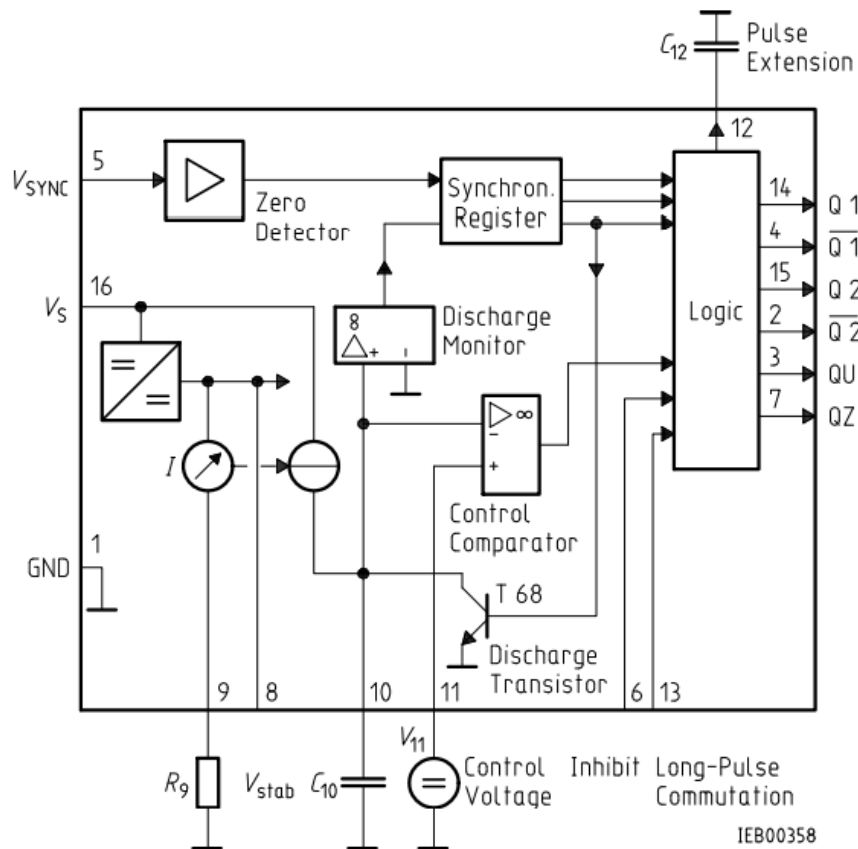 C12
Pulse
Extension
12
5
VSYNC
Zero
Detector
Synchron.
Register
14
Q 1
4
Q̅ 1̅
15
Q 2
2
Q̅ 2̅
3
QU
7
QZ
Logic
16
VS
8
+
-
Discharge
Monitor
=
=
∞
-
+
I
Control
Comparator
1
GND
T 68
Discharge
Transistor
9 8 10 11 6 13
V11
R9
Vstab
C10
=
Control
Voltage
Inhibit Long-Pulse
Commutation
IEB00358